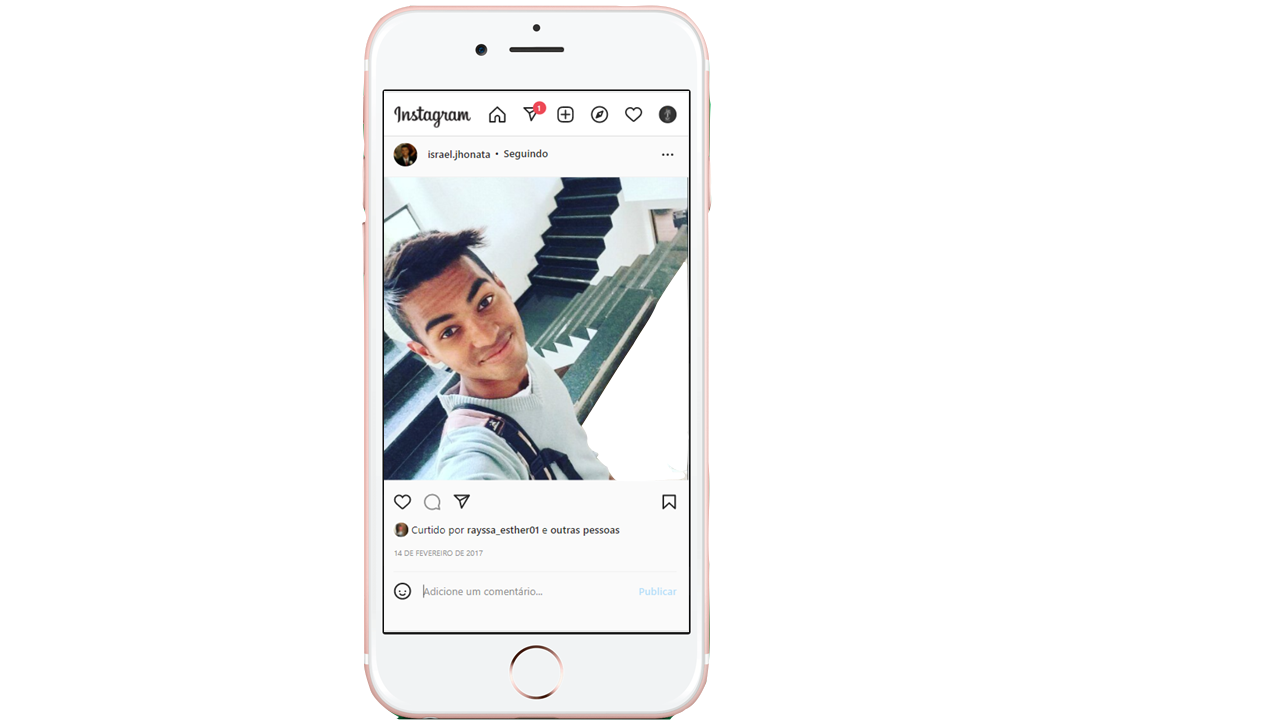 Instagram 1
israel.jhonata • Seguindo
Curtido por rayssa_esther01 e outras pessoas
14 DE FEVEREIRO DE 2017
Adicione um comentário... Publicar